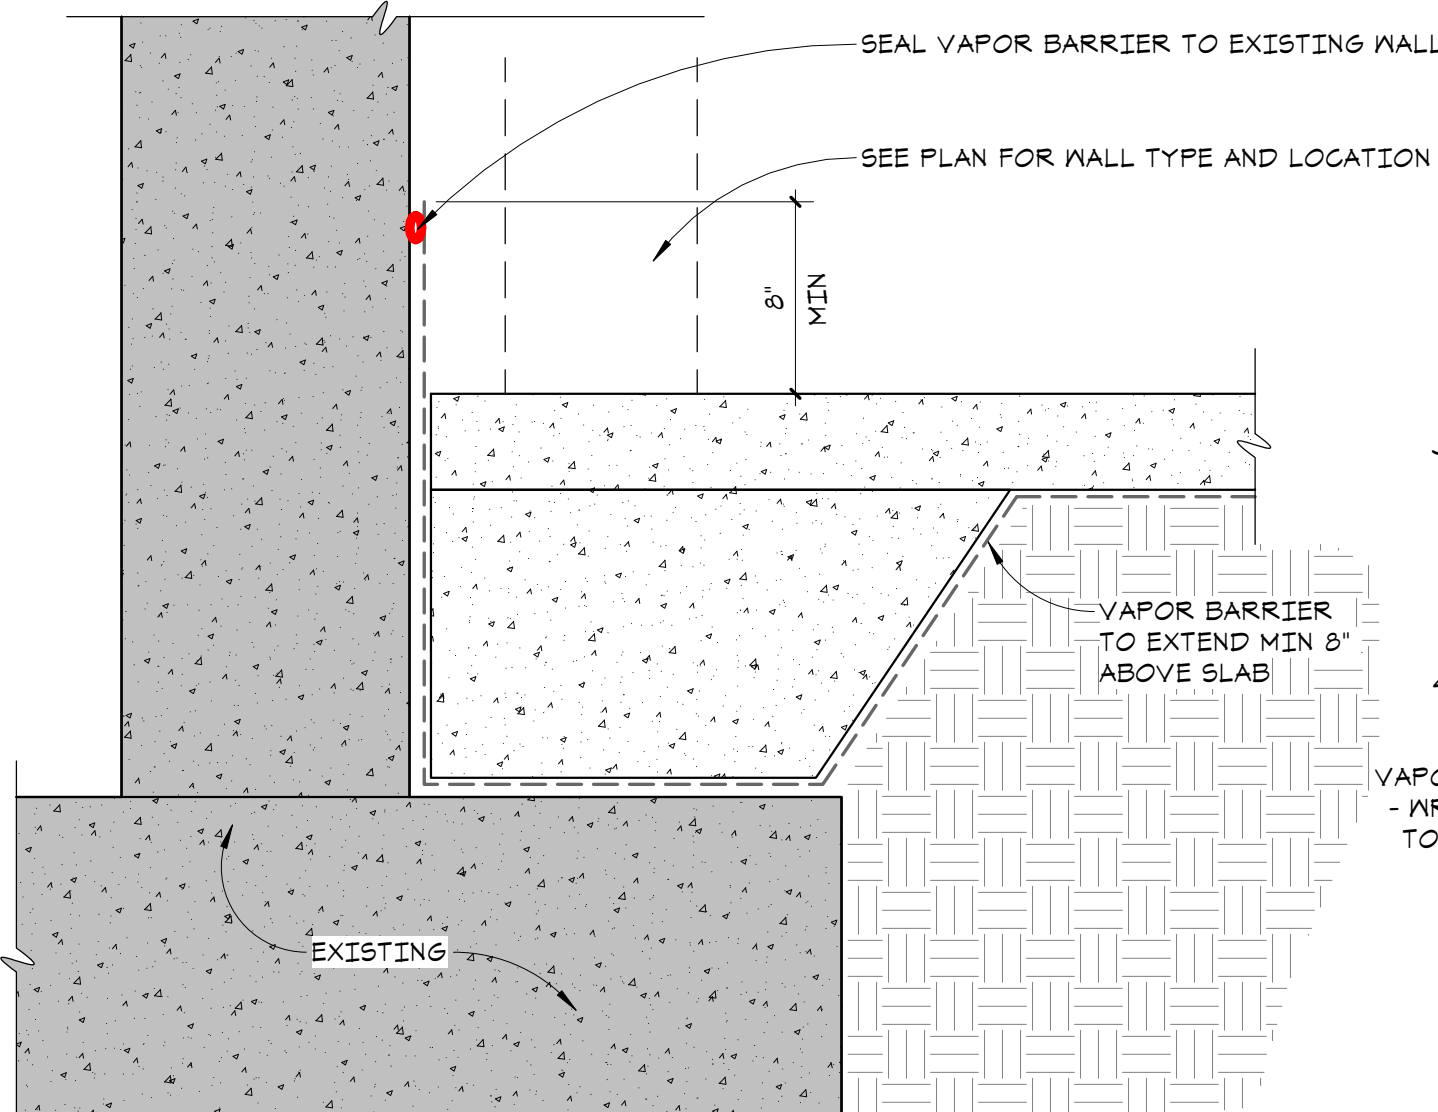 SEAL VAPOR BARRIER TO EXISTING WALL
SEE PLAN FOR WALL TYPE AND LOCATION
8"
MIN
VAPOR BARRIER
TO EXTEND MIN 8"
ABOVE SLAB
EXISTING